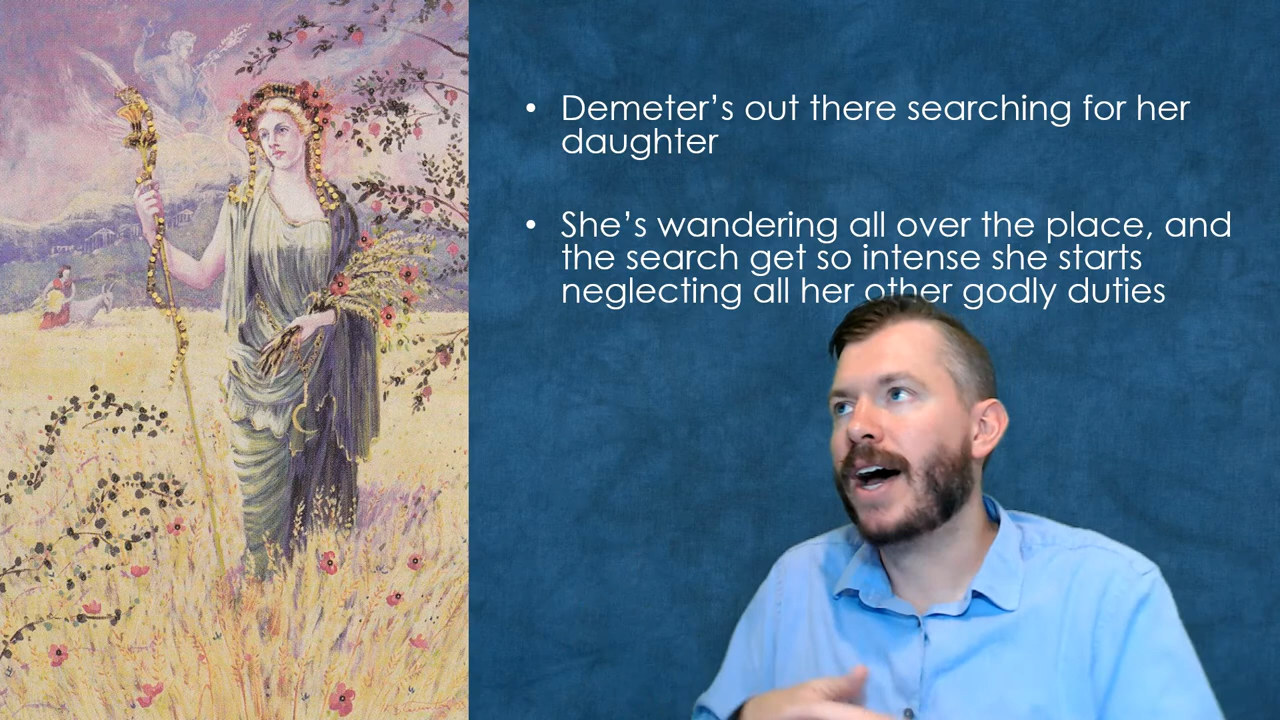 • Demeter’s out there searching for her
daughter
• She’s wandering all over the place, and
the search get so intense she starts
neglecting all her other godly duties